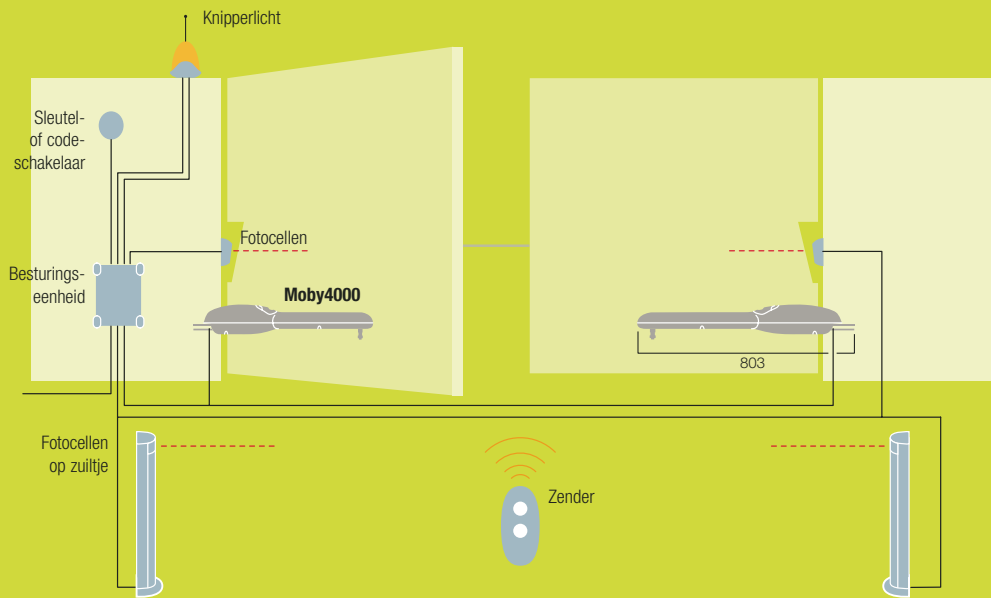 Knipperlicht
Sleutel-
of code-
schakelaar
Fotocellen
Besturings-
eenheid
Moby4000
803
Fotocellen
op zuiltje
Zender